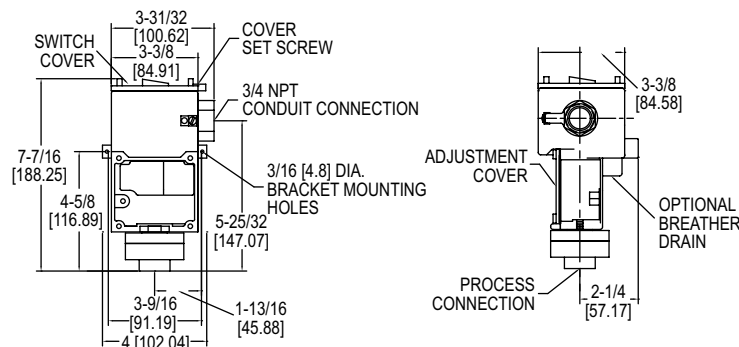 3-31/32
[100.62]
3-3/8
[84.91]
SWITCH
COVER
COVER
SET SCREW
3/4 NPT
CONDUIT CONNECTION
7-7/16
[188.25]
4-5/8
[116.89]
3/16 [4.8] DIA.
BRACKET MOUNTING
HOLES
5-25/32
[147.07]
3-9/16
[91.19]
4 [102.04]
1-13/16
[45.88]
3-3/8
[84.58]
ADJUSTMENT
COVER
OPTIONAL
BREATHER
DRAIN
PROCESS
CONNECTION
2-1/4
[57.17]